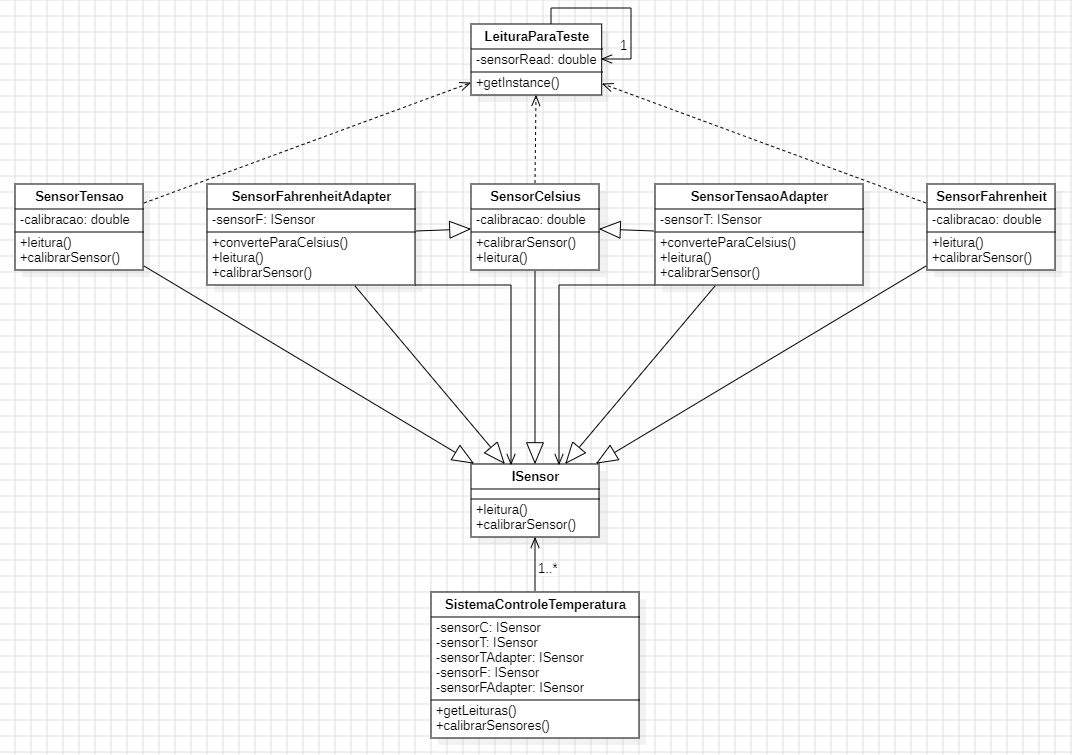 LeituraParaTeste
1
-sensorRead: double
+getInstance()
SensorTensao
-calibracao: double
+leitura()
+calibrarSensor()
SensorFahrenheitAdapter
-sensorF: ISensor
+converteParaCelsius()
+leitura()
+calibrarSensor()
SensorCelsius
-calibracao: double
+calibrarSensor()
+leitura()
SensorTensaoAdapter
-sensorT: ISensor
+converteParaCelsius()
+leitura()
+calibrarSensor()
SensorFahrenheit
-calibracao: double
+leitura()
+calibrarSensor()
ISensor
+leitura()
+calibrarSensor()
1..*
SistemaControleTemperatura
-sensorC: ISensor
-sensorT: ISensor
-sensorTAdapter: ISensor
-sensorF: ISensor
-sensorFAdapter: ISensor
+getLeituras()
+calibrarSensores()